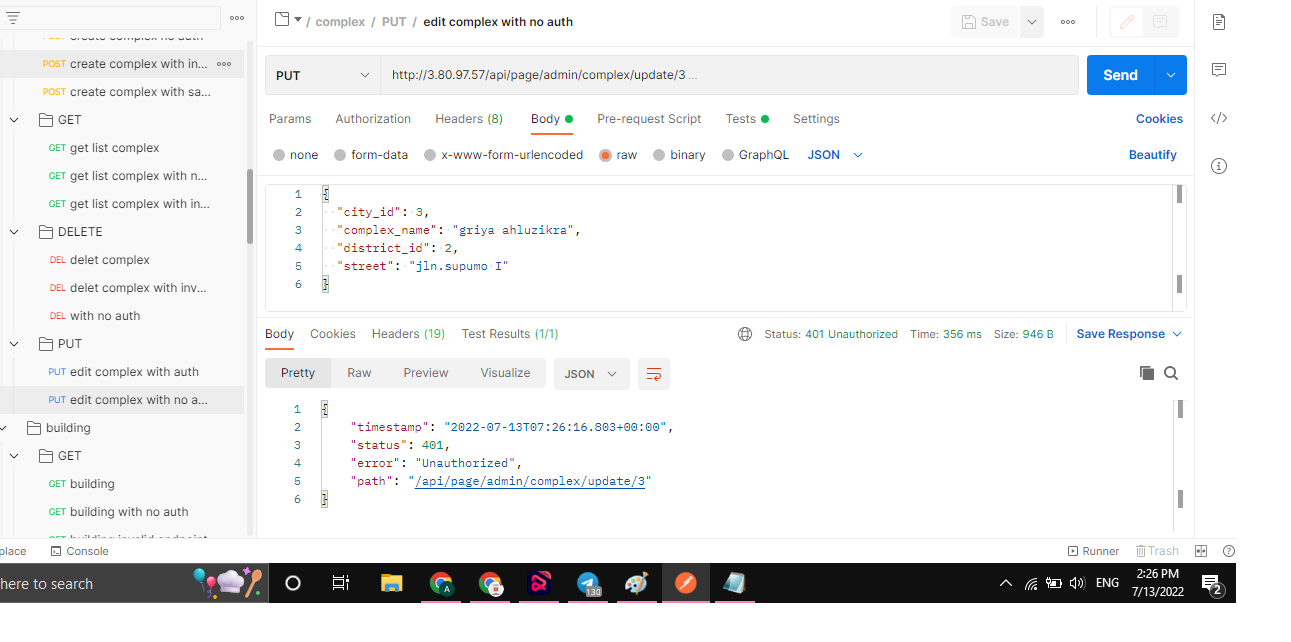 / complex / PUT / edit complex with no auth
Save
POST create complex with in...
POST create complex with sa...
GET
GET get list complex
GET get list complex with n...
GET get list complex with in...
DELETE
DEL delet complex
DEL delet complex with inv...
DEL with no auth
PUT
PUT edit complex with auth
PUT edit complex with no a...
building
GET
GET building
GET building with no auth
PUT
http://3.80.97.57/api/page/admin/complex/update/3 ...
Send
Params Authorization Headers (8) Body Pre-request Script Tests Settings Cookies
none form-data x-www-form-urlencoded raw binary GraphQL JSON Beautify
1 {
2 "city_id": 3,
3 "complex_name": "griya ahluzikra",
4 "district_id": 2,
5 "street": "jln.supumo I"
6 }
Body Cookies Headers (19) Test Results (1/1) Status: 401 Unauthorized Time: 356 ms Size: 946 B Save Response
Pretty Raw Preview Visualize JSON
1 {
2 "timestamp": "2022-07-13T07:26:16.803+00:00",
3 "status": 401,
4 "error": "Unauthorized",
5 "path": "/api/page/admin/complex/update/3"
6 }
place Console Runner Trash
here to search
A
130
ENG
2:26 PM
7/13/2022
2